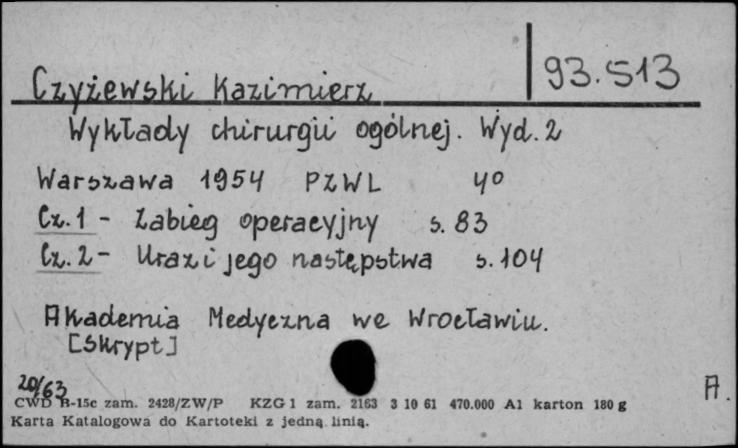 93.513
Czyżewski Kazimierz
Wykłady chirurgii ogólnej. Wyd. 2
Warszawa 1954 PZWL 4º
Cz. 1 - Zabieg operacyjny s. 83
Cz. 2 - Uraz i jego następstwa s. 104
Akademia Medyczna we Wrocławiu.
[Skrypt]
20/63
A.
CWD R-15c zam. 2428/ZW/P KZG 1 zam. 2163 3 10 61 470.000 A1 karton 180 g
Karta Katalogowa do Kartoteki z jedną linią.